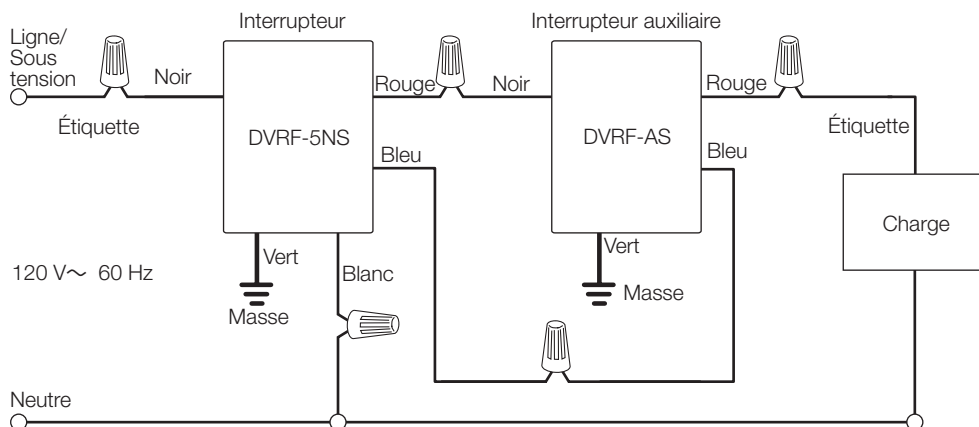 Interrupteur
Interrupteur auxiliaire
Ligne/
Sous
tension
Noir
Rouge
Noir
Rouge
Étiquette
DVRF-5NS
DVRF-AS
Étiquette
Bleu
Bleu
Charge
Vert
Vert
120 V～ 60 Hz
Blanc
Masse
Masse
Neutre